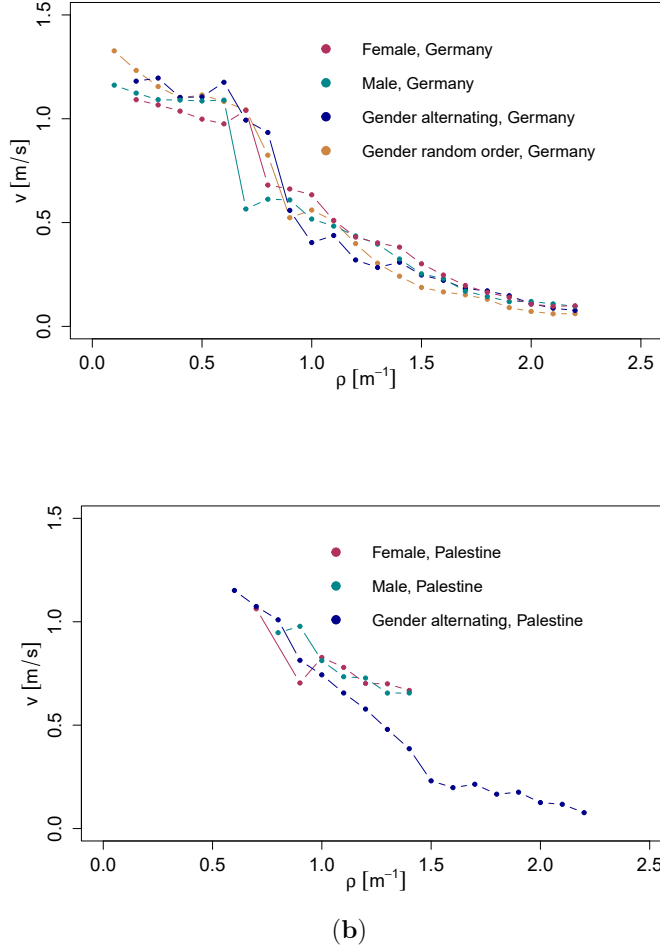 1.5
1.0
0.5
0.0
v [m/s]
Female, Germany
Male, Germany
Gender alternating, Germany
Gender random order, Germany
0.0 0.5 1.0 1.5 2.0 2.5
ρ [m⁻¹]
1.5
1.0
0.5
0.0
v [m/s]
Female, Palestine
Male, Palestine
Gender alternating, Palestine
0.0 0.5 1.0 1.5 2.0 2.5
ρ [m⁻¹]
(b)